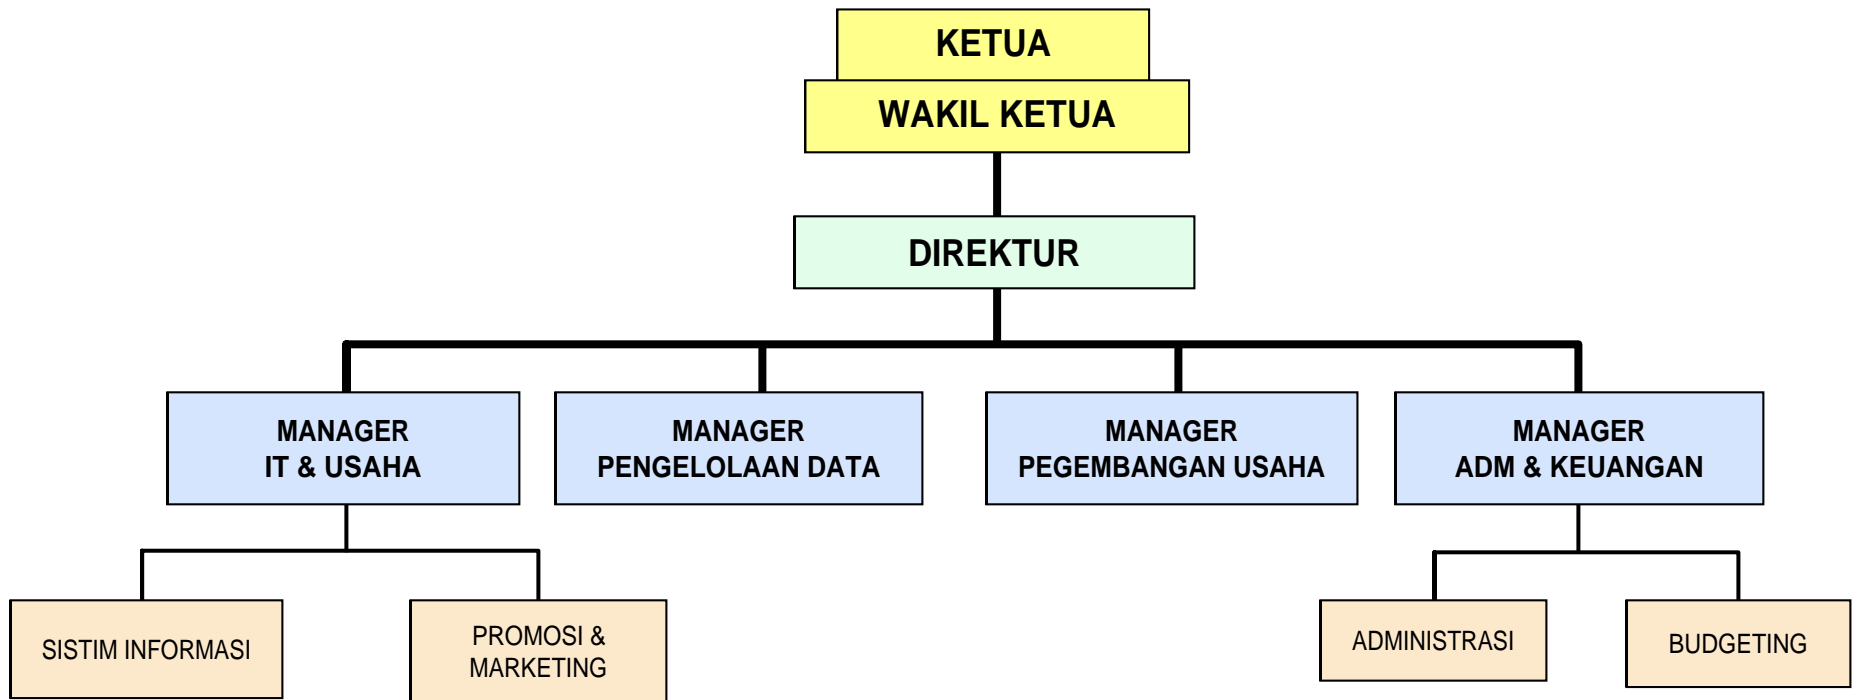 KETUA
WAKIL KETUA
DIREKTUR
MANAGER
IT & USAHA
MANAGER
PENGELOLAAN DATA
MANAGER
PEGEMBANGAN USAHA
MANAGER
ADM & KEUANGAN
SISTIM INFORMASI
PROMOSI &
MARKETING
ADMINISTRASI
BUDGETING